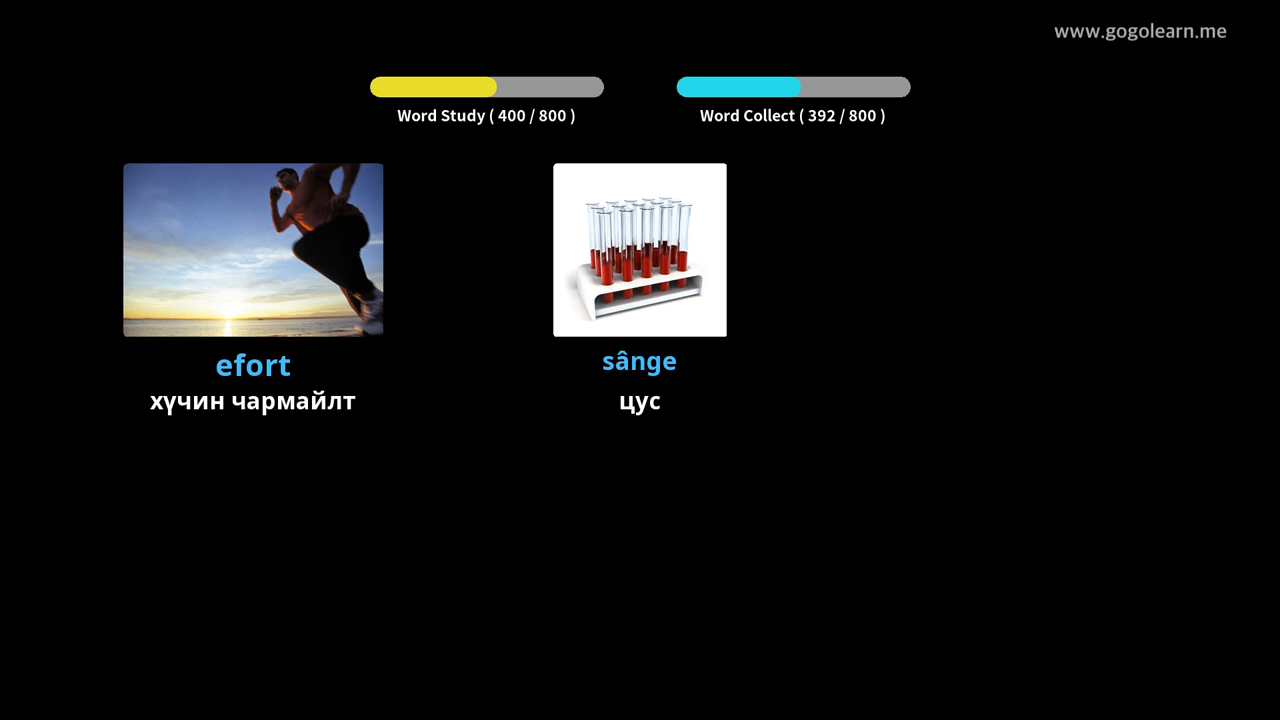 www.gogolearn.me
Word Study ( 400 / 800 )
Word Collect ( 392 / 800 )
efort
хүчин чармайлт
sânge
цус